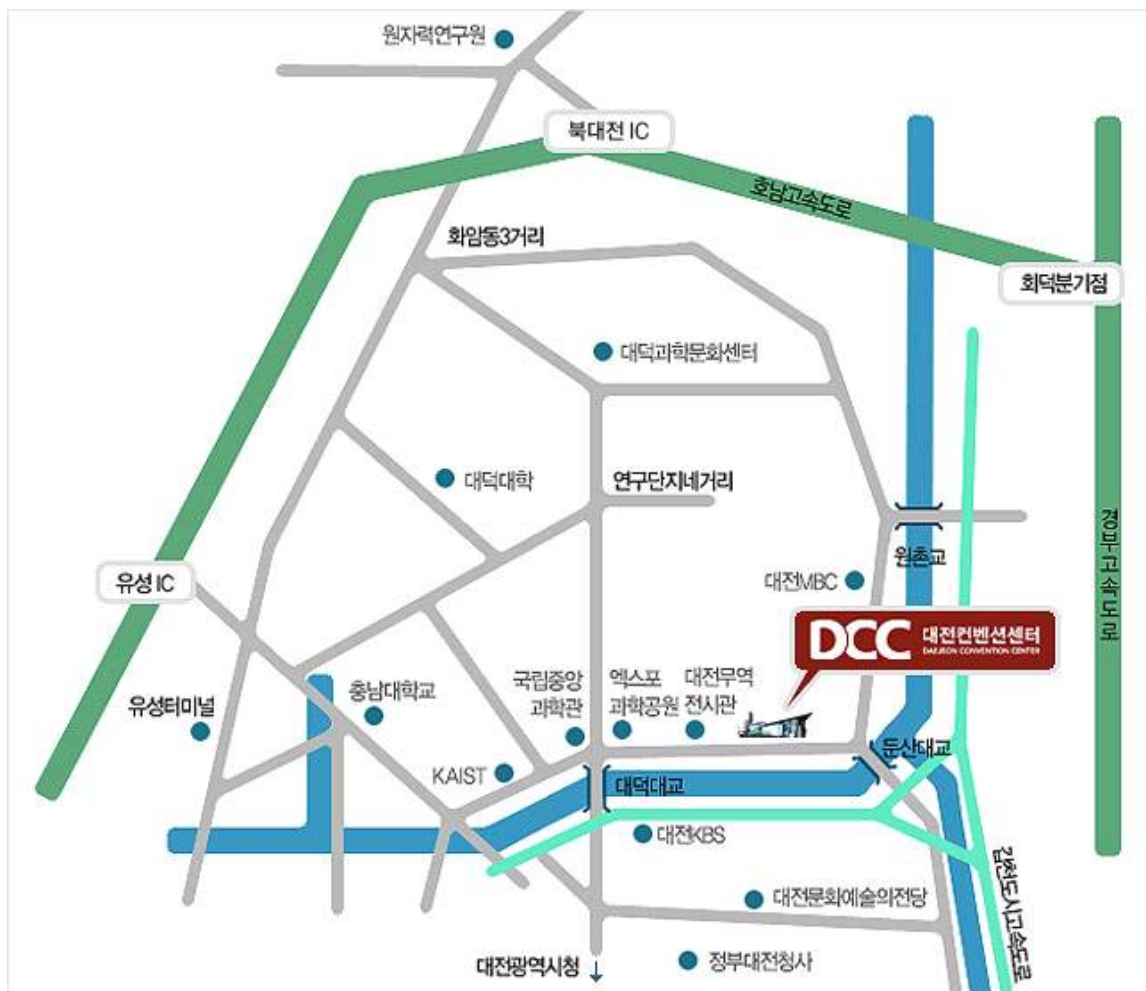 원자력연구원
북대전 IC
호남고속도로
화암동3거리
회덕분기점
대덕과학문화센터
대덕대학
연구단지네거리
경부고속도로
원촌교
유성 IC
대전MBC
DCC 대전컨벤션센터
DAEJEON CONVENTION CENTER
국립중앙
과학관
엑스포
과학공원
대전무역
전시관
충남대학교
유성터미널
둔산대교
KAIST
대덕대교
대전KBS
갑천도시고속도로
대전문화예술의전당
대전광역시청
정부대전청사